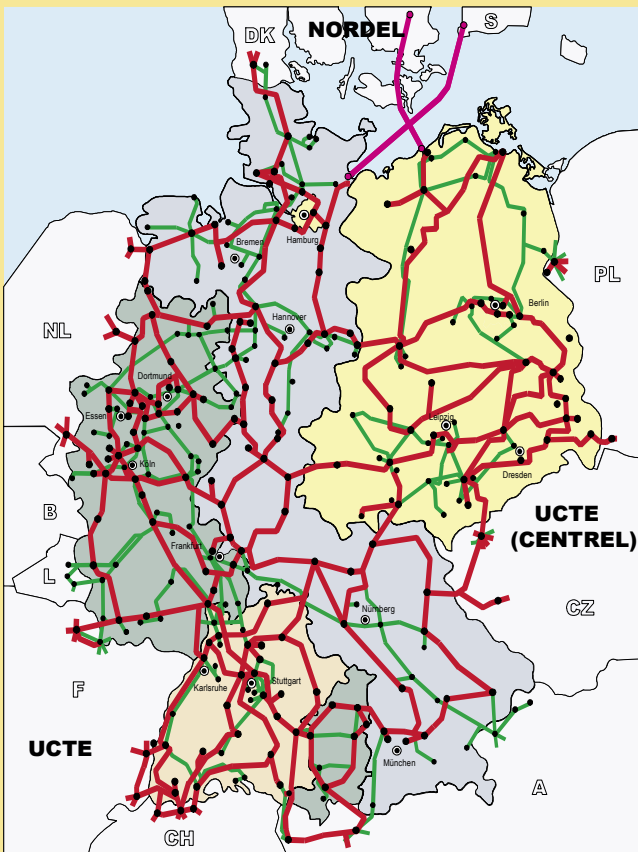 S
DK
NORDEL
Hamburg
Bremen
PL
Berlin
NL
Hannover
Dortmund
Essen
Leipzig
Köln
Dresden
B
UCTE
(CENTREL)
Frankfurt
L
CZ
Nürnberg
F
Karlsruhe
Stuttgart
UCTE
München
A
CH